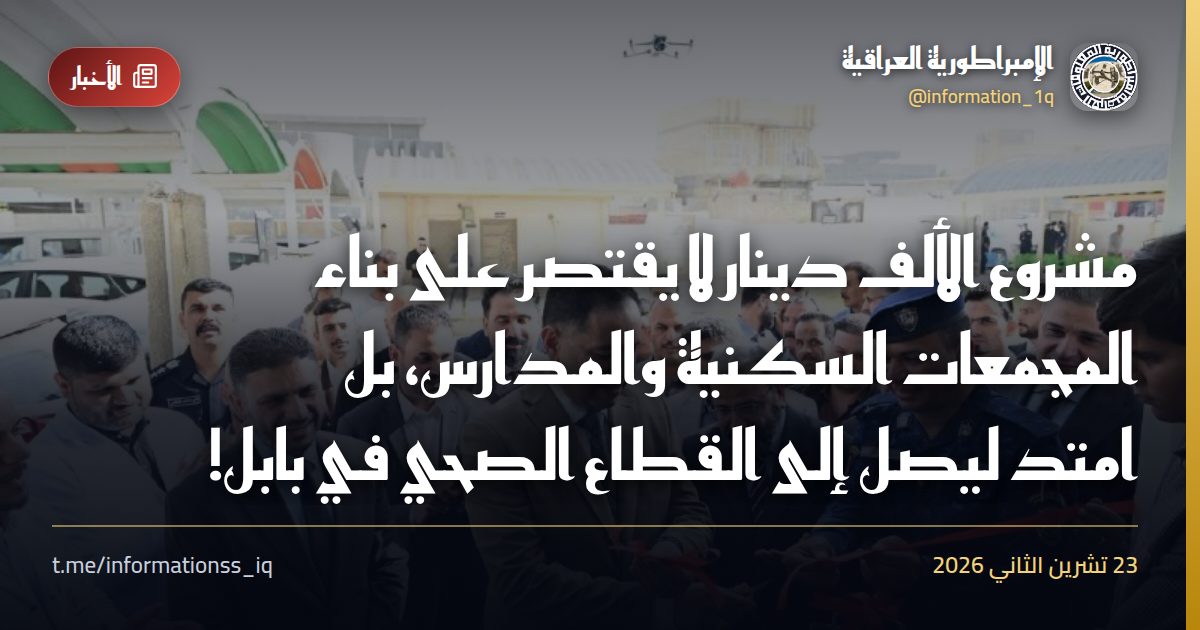 الإمبراطورية العراقية
@information_1q
الأخبار
مشروع الألف دينار لا يقتصر على بناء
المجمعات السكنية والمدارس، بل
امتد ليصل إلى القطاع الصحي في بابل!
23 تشرين الثاني 2026
t.me/informationss_iq